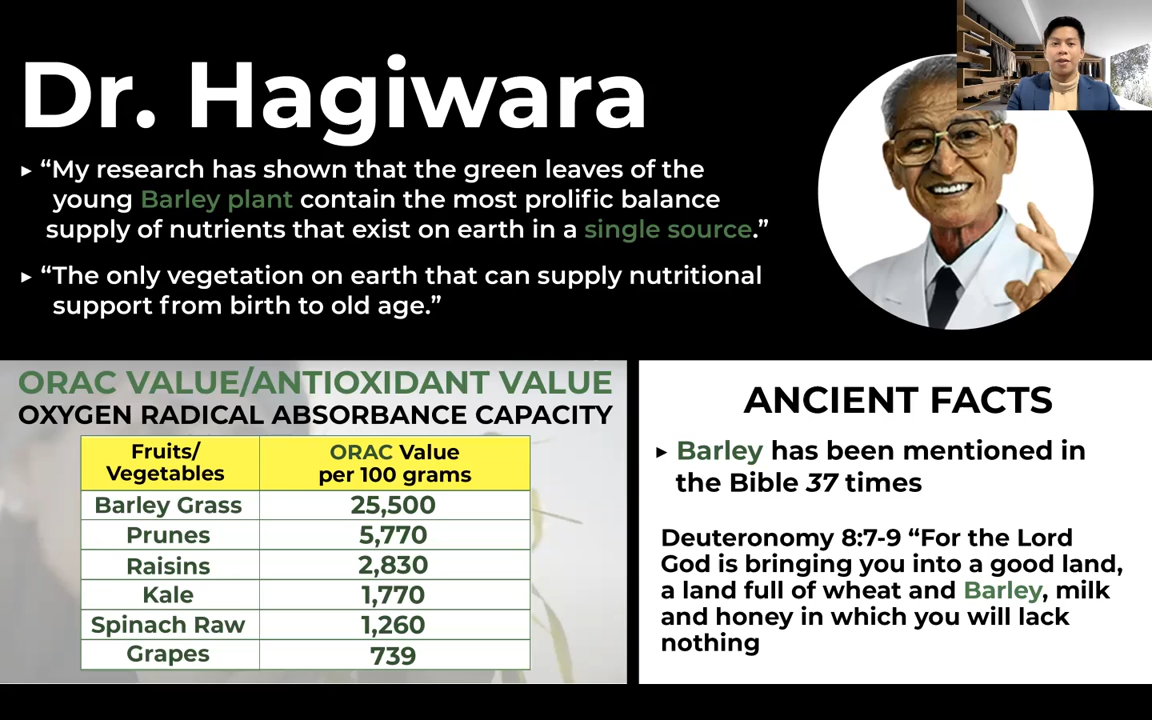 Dr. Hagiwara
▸ “My research has shown that the green leaves of the
young Barley plant contain the most prolific balance
supply of nutrients that exist on earth in a single source.”
▸ “The only vegetation on earth that can supply nutritional
support from birth to old age.”
ORAC VALUE/ANTIOXIDANT VALUE
OXYGEN RADICAL ABSORBANCE CAPACITY
Fruits/ Vegetables ORAC Value per 100 grams
Barley Grass 25,500
Prunes 5,770
Raisins 2,830
Kale 1,770
Spinach Raw 1,260
Grapes 739
ANCIENT FACTS
▸ Barley has been mentioned in
the Bible 37 times
Deuteronomy 8:7-9 “For the Lord
God is bringing you into a good land,
a land full of wheat and Barley, milk
and honey in which you will lack
nothing